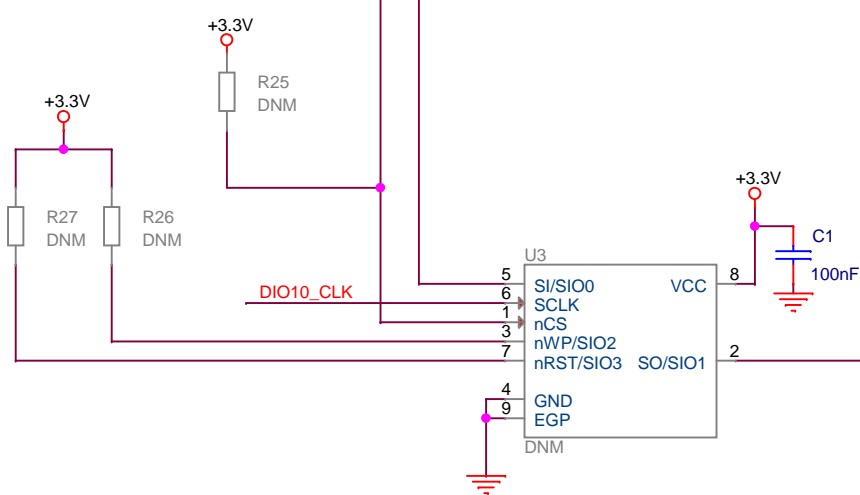 +3.3V
R25
DNM
+3.3V
R27
DNM
R26
DNM
+3.3V
C1
100nF
U3
DIO10_CLK
5 SI/SIO0 VCC 8
6 SCLK
1 nCS
3 nWP/SIO2
7 nRST/SIO3 SO/SIO1 2
4 GND
9 EGP
DNM